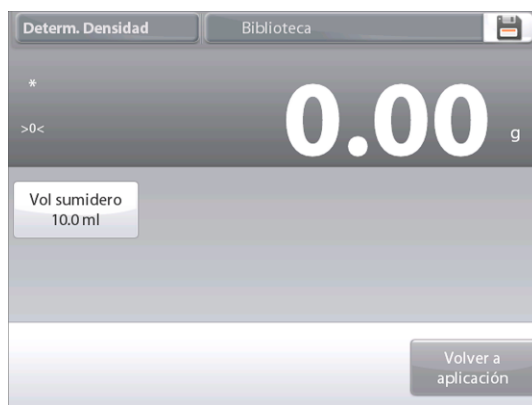 Determ. Densidad
Biblioteca
*
>0<
0.00 g
Vol sumidero
10.0 ml
Volver a
aplicación